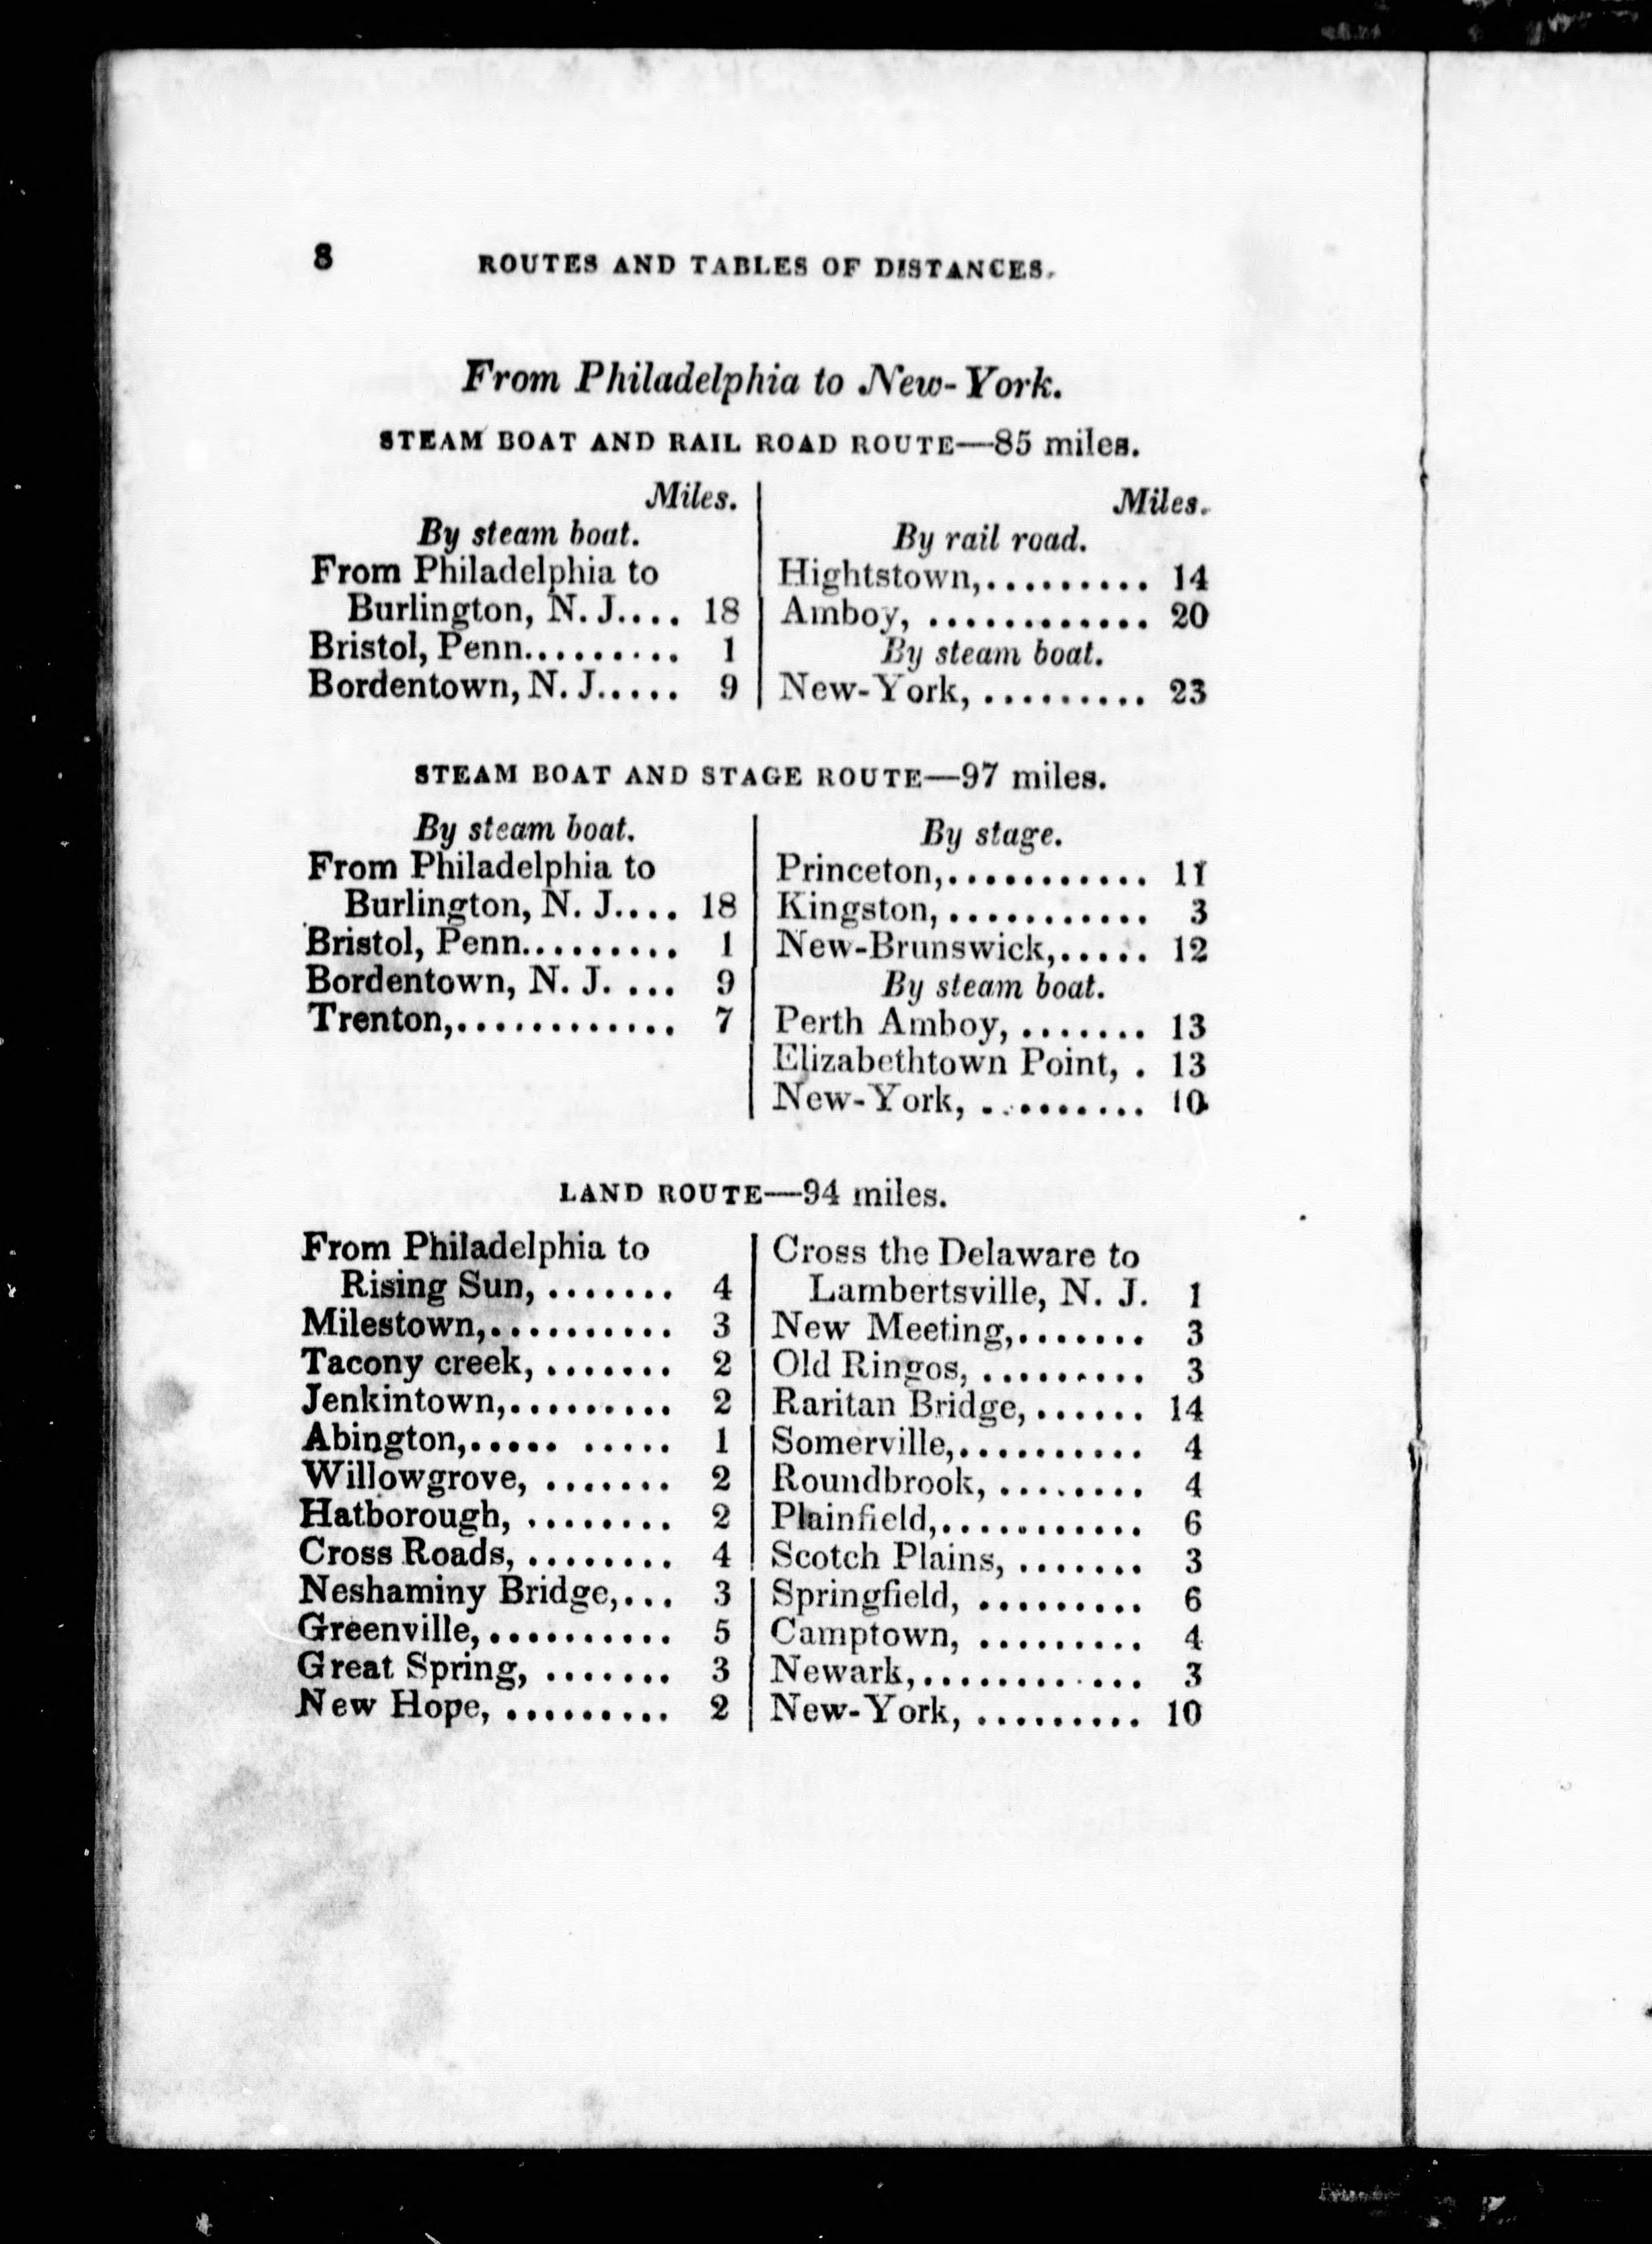 8 ROUTES AND TABLES OF DISTANCES.
From Philadelphia to New-York.
STEAM BOAT AND RAIL ROAD ROUTE—85 miles.
Miles.
By steam boat.
From Philadelphia to
Burlington, N. J.... 18
Bristol, Penn......... 1
Bordentown, N. J..... 9
Miles.
By rail road.
Hightstown,......... 14
Amboy, ............ 20
By steam boat.
New-York, ......... 23
STEAM BOAT AND STAGE ROUTE—97 miles.
By steam boat.
From Philadelphia to
Burlington, N. J.... 18
Bristol, Penn......... 1
Bordentown, N. J. ... 9
Trenton,............ 7
By stage.
Princeton,........... 11
Kingston, ........... 3
New-Brunswick,..... 12
By steam boat.
Perth Amboy, ....... 13
Elizabethtown Point, . 13
New-York, ......... 10
LAND ROUTE—94 miles.
From Philadelphia to
Rising Sun, ....... 4
Milestown,.......... 3
Tacony creek, ....... 2
Jenkintown,......... 2
Abington,..... ..... 1
Willowgrove, ....... 2
Hatborough, ........ 2
Cross Roads, ........ 4
Neshaminy Bridge,... 3
Greenville,.......... 5
Great Spring, ....... 3
New Hope, ......... 2
Cross the Delaware to
Lambertsville, N. J. 1
New Meeting,....... 3
Old Ringos, ......... 3
Raritan Bridge, ...... 14
Somerville,.......... 4
Roundbrook, ........ 4
Plainfield,........... 6
Scotch Plains, ....... 3
Springfield, ......... 6
Camptown, ......... 4
Newark,............ 3
New-York, ......... 10